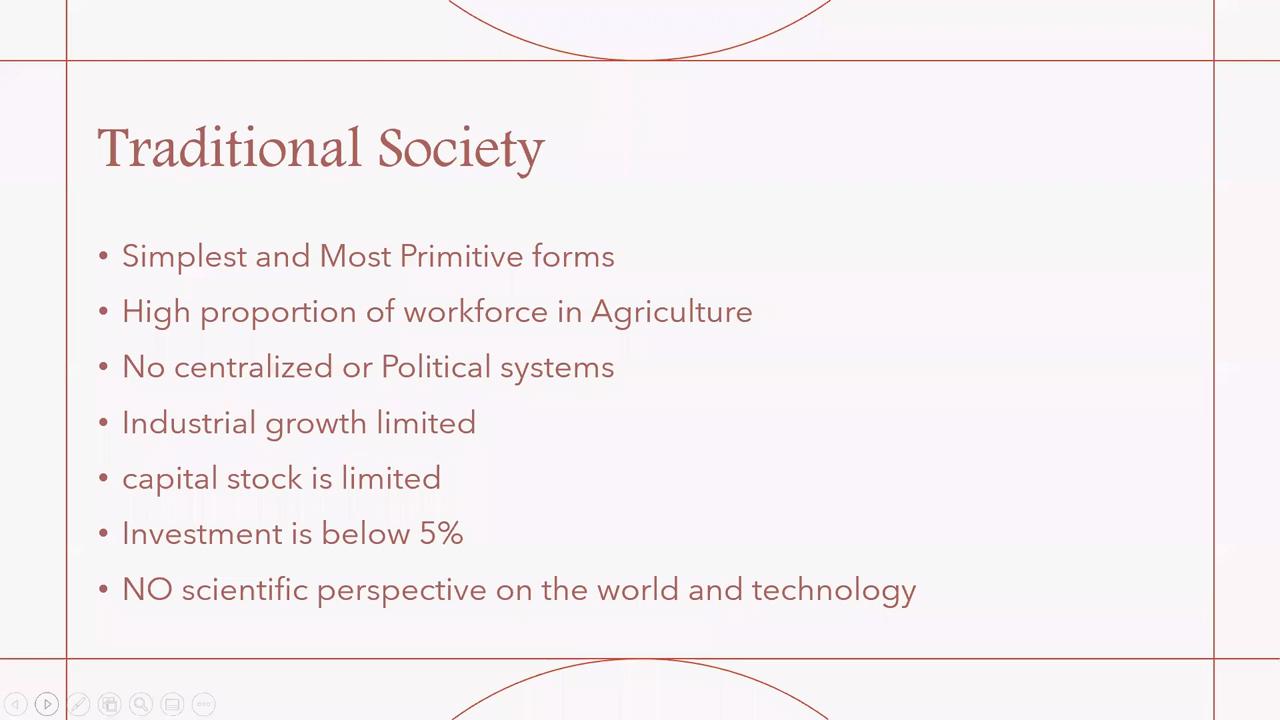 Traditional Society
• Simplest and Most Primitive forms
• High proportion of workforce in Agriculture
• No centralized or Political systems
• Industrial growth limited
• capital stock is limited
• Investment is below 5%
• NO scientific perspective on the world and technology